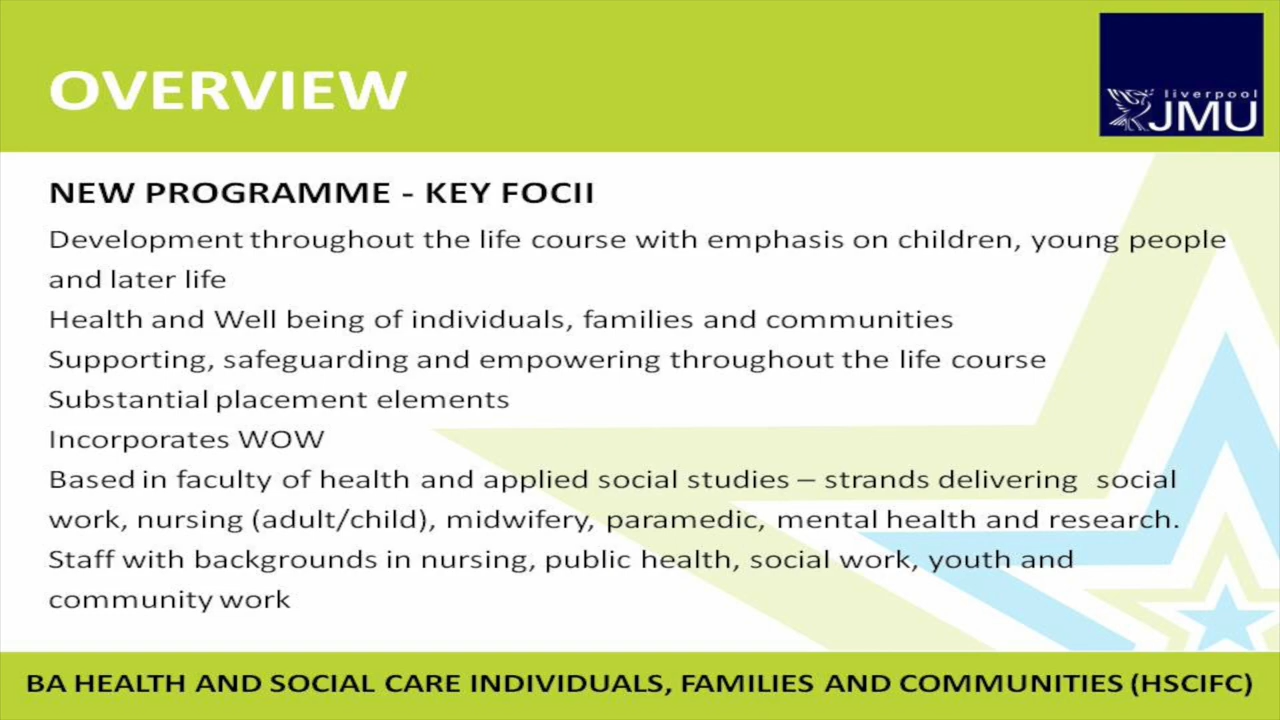 OVERVIEW
liverpool
JMU
NEW PROGRAMME - KEY FOCII
Development throughout the life course with emphasis on children, young people
and later life
Health and Well being of individuals, families and communities
Supporting, safeguarding and empowering throughout the life course
Substantial placement elements
Incorporates WOW
Based in faculty of health and applied social studies – strands delivering social
work, nursing (adult/child), midwifery, paramedic, mental health and research.
Staff with backgrounds in nursing, public health, social work, youth and
community work
BA HEALTH AND SOCIAL CARE INDIVIDUALS, FAMILIES AND COMMUNITIES (HSCIFC)